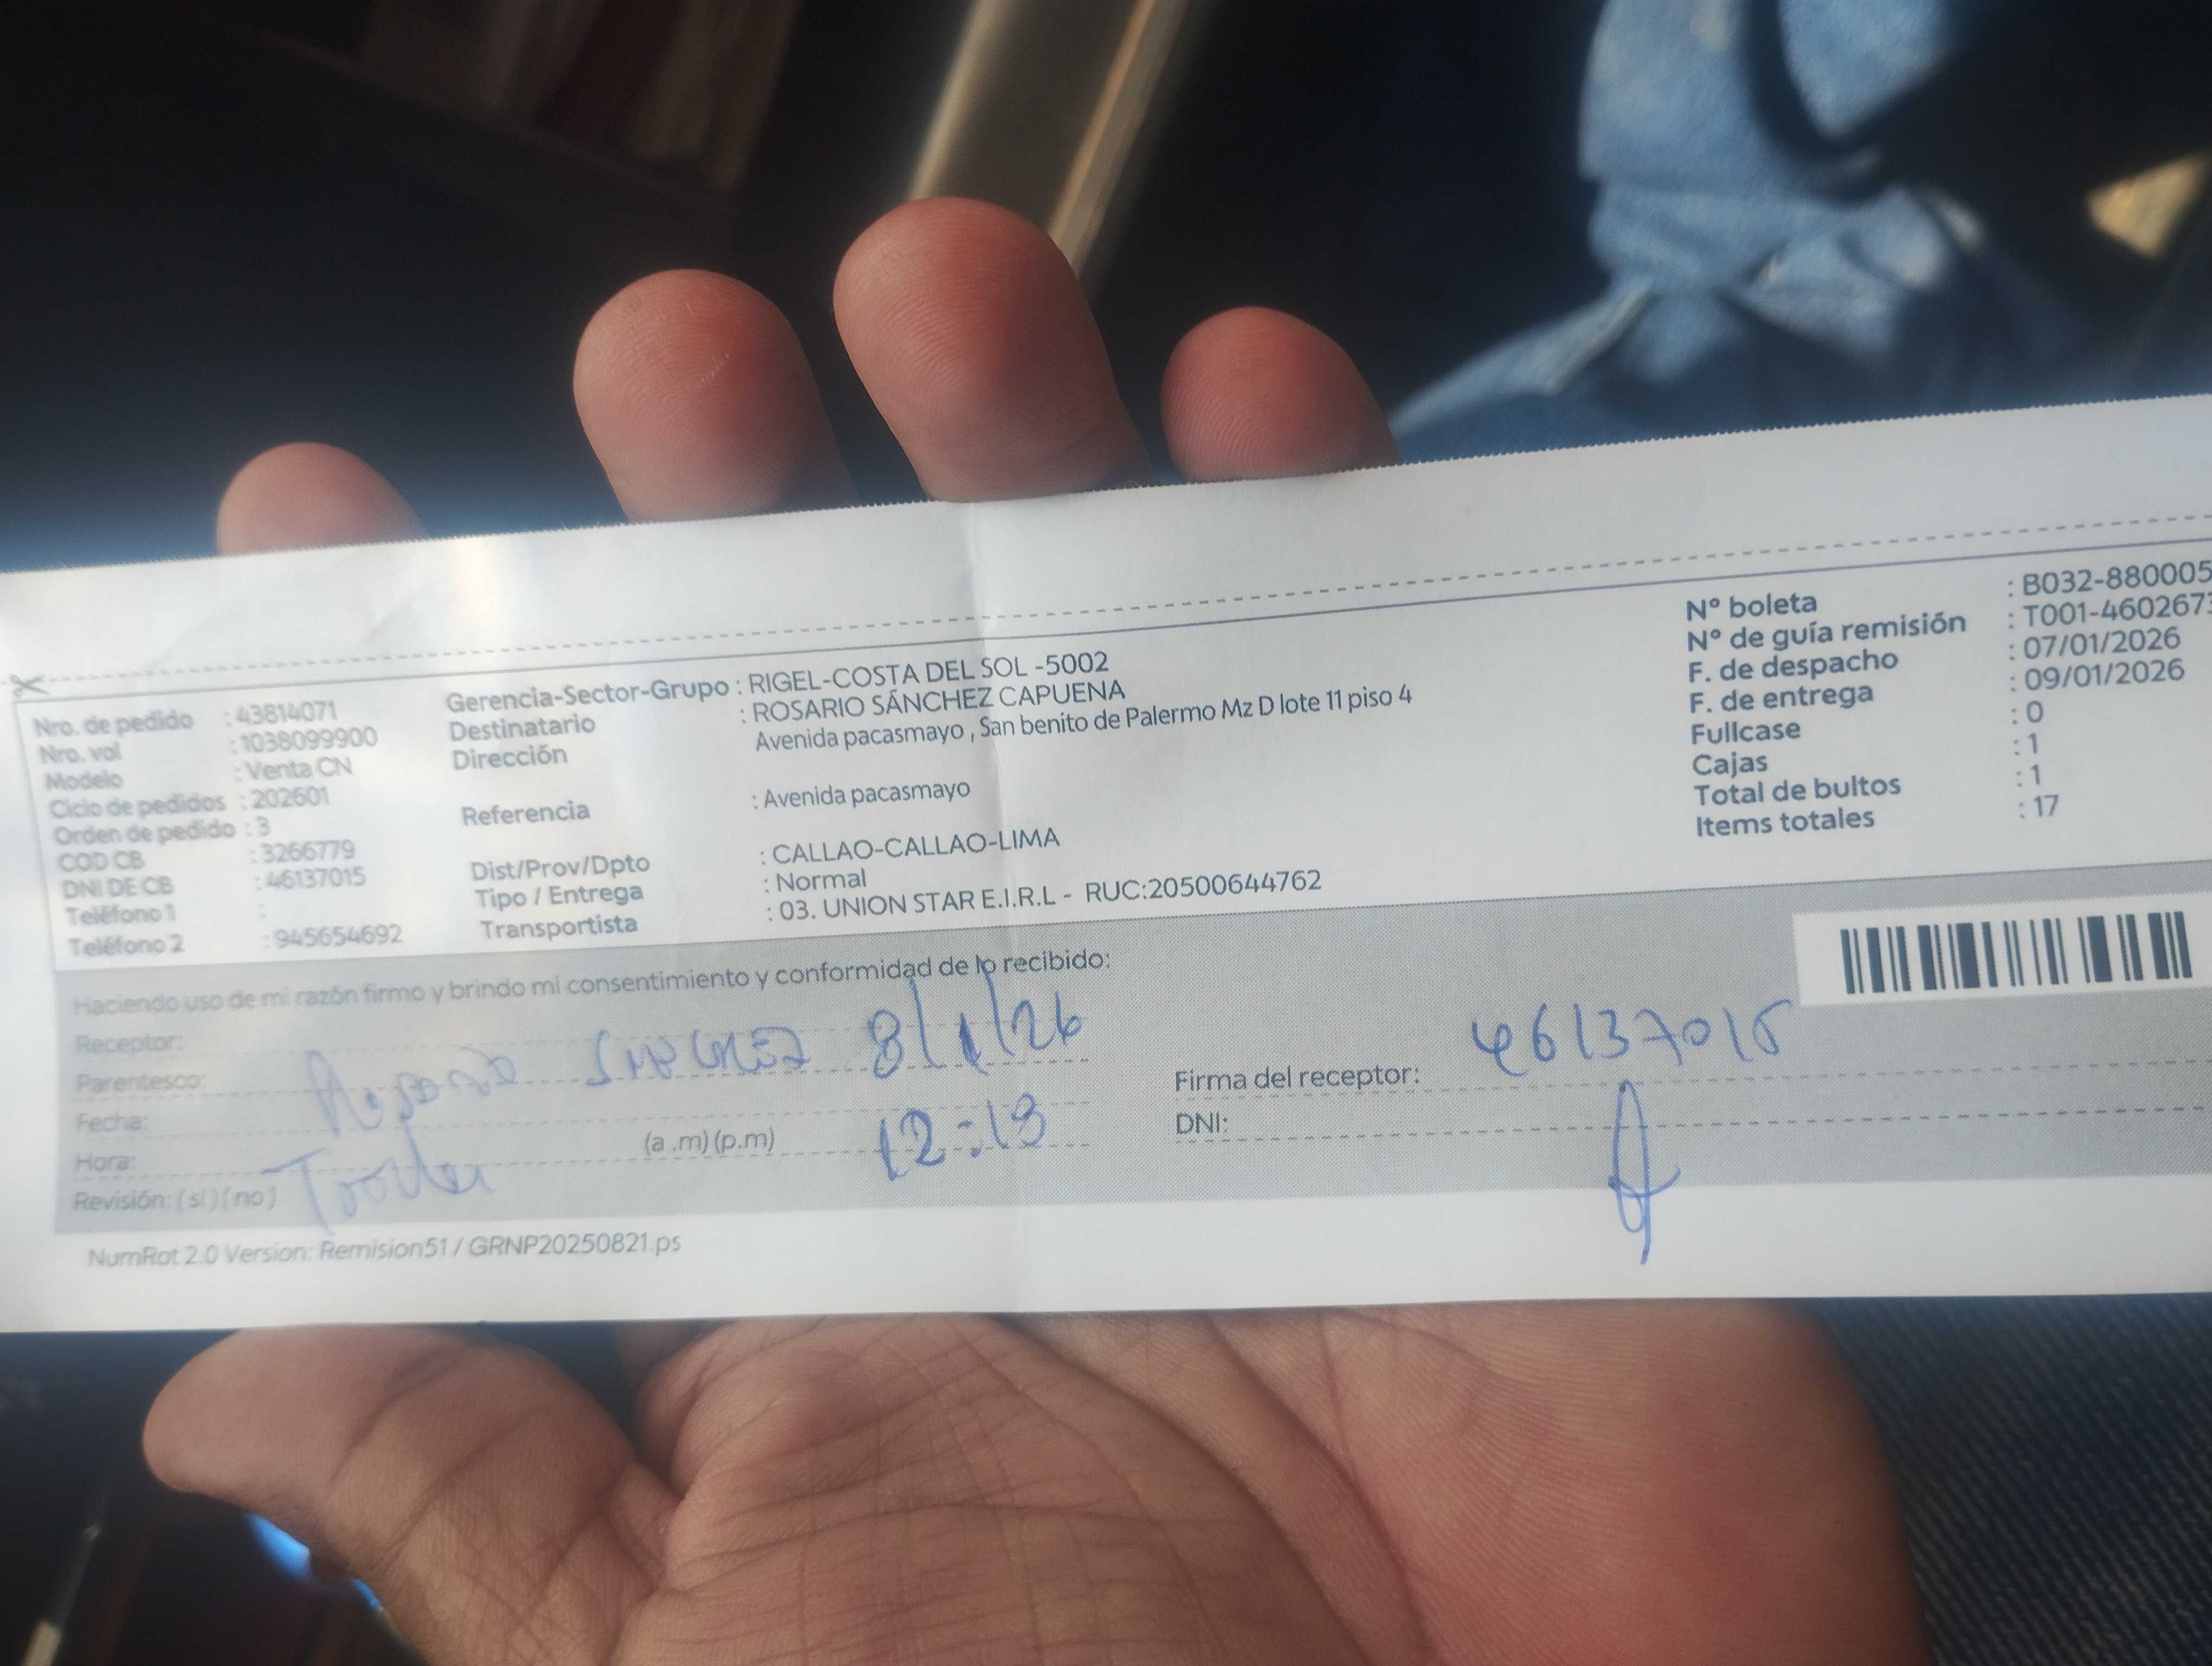 Nro. de pedido : 43814071
Nro. val : 1038099900
Modelo : Venta CN
Ciclo de pedidos : 202601
Orden de pedido : 3
COD CB : 3266779
DNI DE CB : 46137015
Teléfono 1 :
Teléfono 2 : 945654692
Gerencia-Sector-Grupo : RIGEL-COSTA DEL SOL -5002
Destinatario : ROSARIO SÁNCHEZ CAPUENA
Dirección Avenida pacasmayo , San benito de Palermo Mz D lote 11 piso 4
Referencia : Avenida pacasmayo
Dist/Prov/Dpto : CALLAO-CALLAO-LIMA
Tipo / Entrega : Normal
Transportista : 03. UNION STAR E.I.R.L - RUC:20500644762
N° boleta : B032-880005
N° de guía remisión : T001-4602673
F. de despacho : 07/01/2026
F. de entrega : 09/01/2026
Fullcase : 0
Cajas : 1
Total de bultos : 1
Items totales : 17
Haciendo uso de mi razón firmo y brindo mi consentimiento y conformidad de lo recibido:
Receptor:
Parentesco: 8/1/26
Fecha:
Hora: (a .m) (p.m) 12:18
Revisión: ( si ) ( no )
Firma del receptor: 46137015
DNI:
NumRot 2.0 Version: Remision51 / GRNP20250821.ps